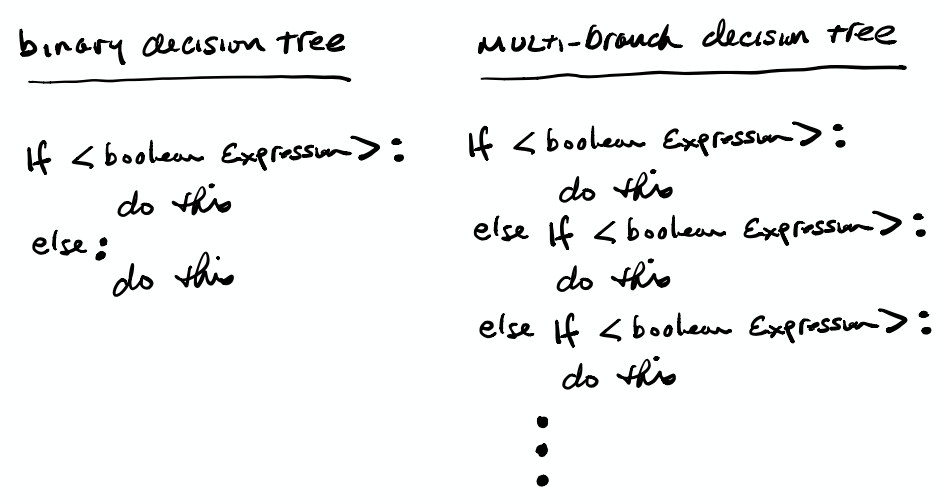 binary decision tree
If <boolean Expression>:
do this
else:
do this
MULTI-branch decision tree
If <boolean Expression>:
do this
else If <boolean Expression>:
do this
else If <boolean Expression>:
do this